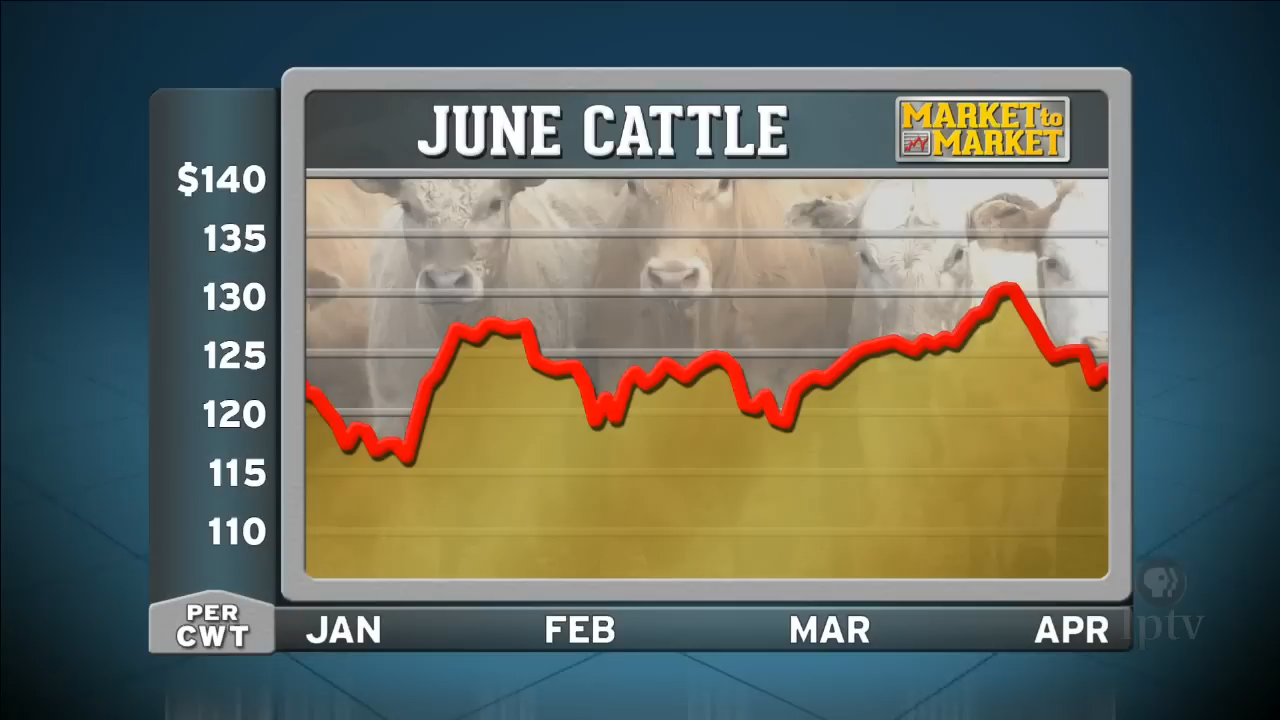 JUNE CATTLE
MARKET to
MARKET
$140
135
130
125
120
115
110
PER
CWT
JAN FEB MAR APR
iptv